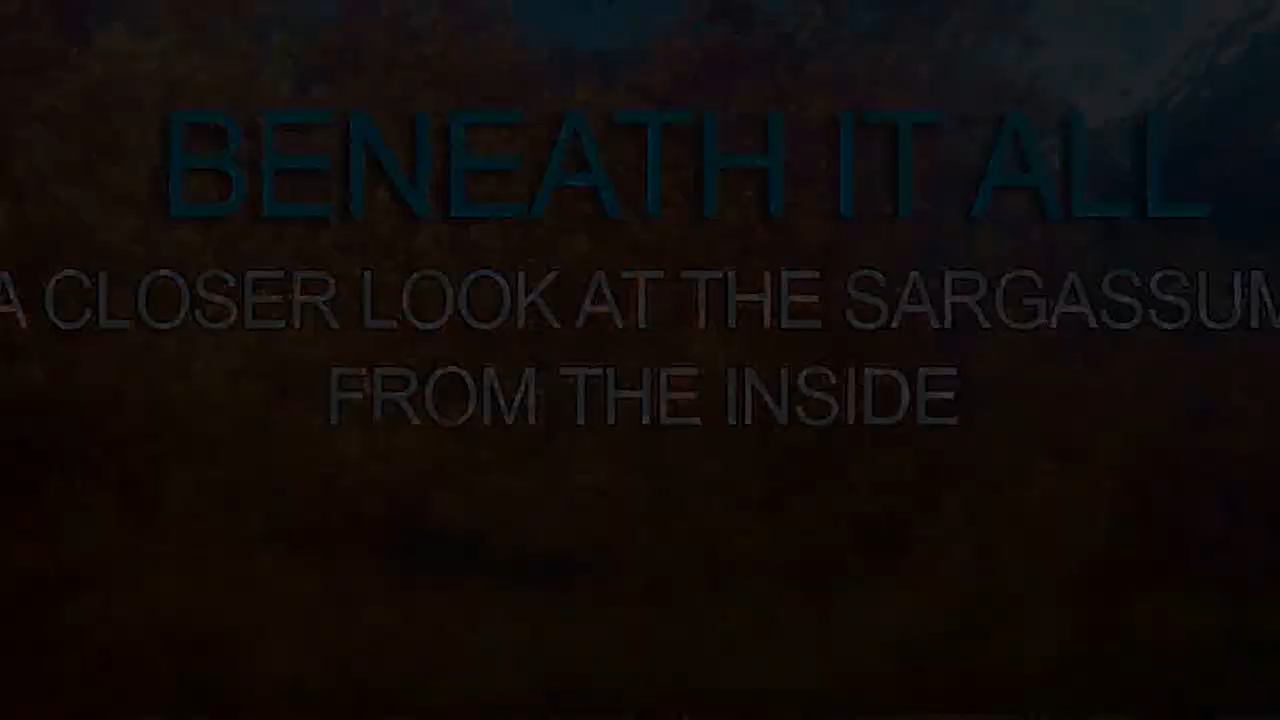 BENEATH IT ALL
A CLOSER LOOK AT THE SARGASSUM
FROM THE INSIDE